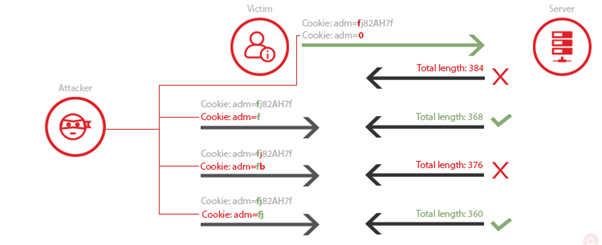 Victim
Server
Cookie: adm=fj82AH7f
Cookie: adm=0
Total length: 384
Attacker
Cookie: adm=fj82AH7f
Cookie: adm=f
Total length: 368
Cookie: adm=fj82AH7f
Cookie: adm=fb
Total length: 376
Cookie: adm=fj82AH7f
Cookie: adm=fj
Total length: 360